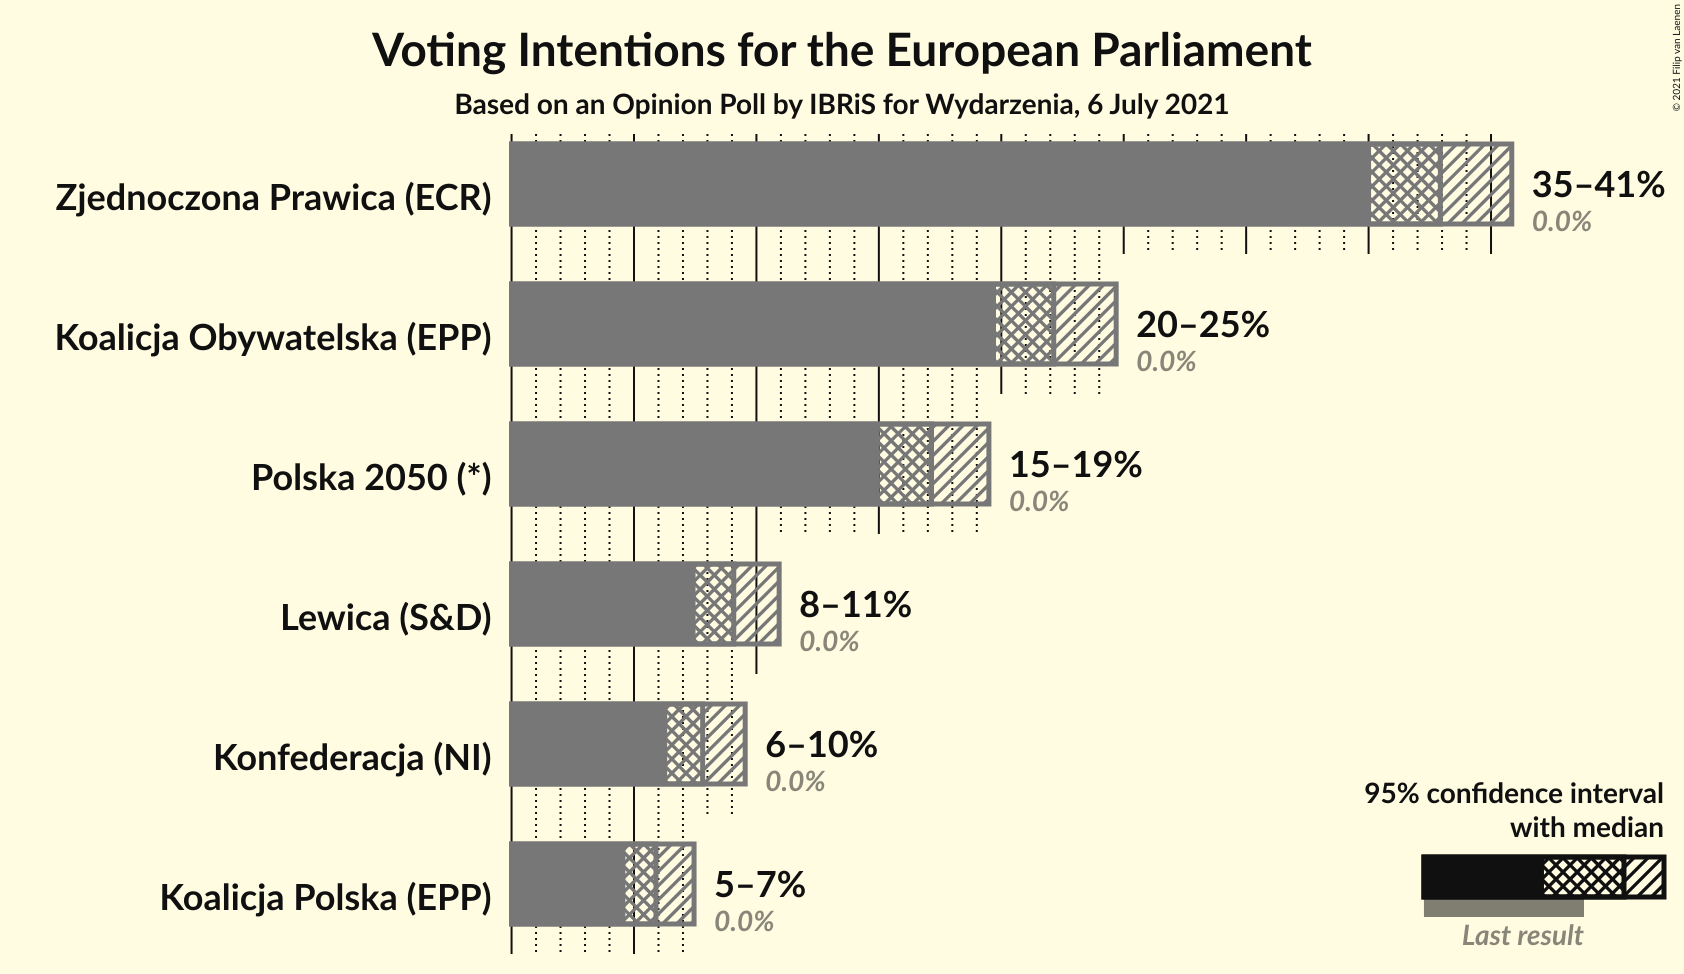 Voting Intentions for the European Parliament
Based on an Opinion Poll by IBRiS for Wydarzenia, 6 July 2021
© 2021 Filip van Laenen
Zjednoczona Prawica (ECR)
35–41%
0.0%
Koalicja Obywatelska (EPP)
20–25%
0.0%
Polska 2050 (*)
15–19%
0.0%
Lewica (S&D)
8–11%
0.0%
Konfederacja (NI)
6–10%
0.0%
Koalicja Polska (EPP)
5–7%
0.0%
95% confidence interval
with median
Last result